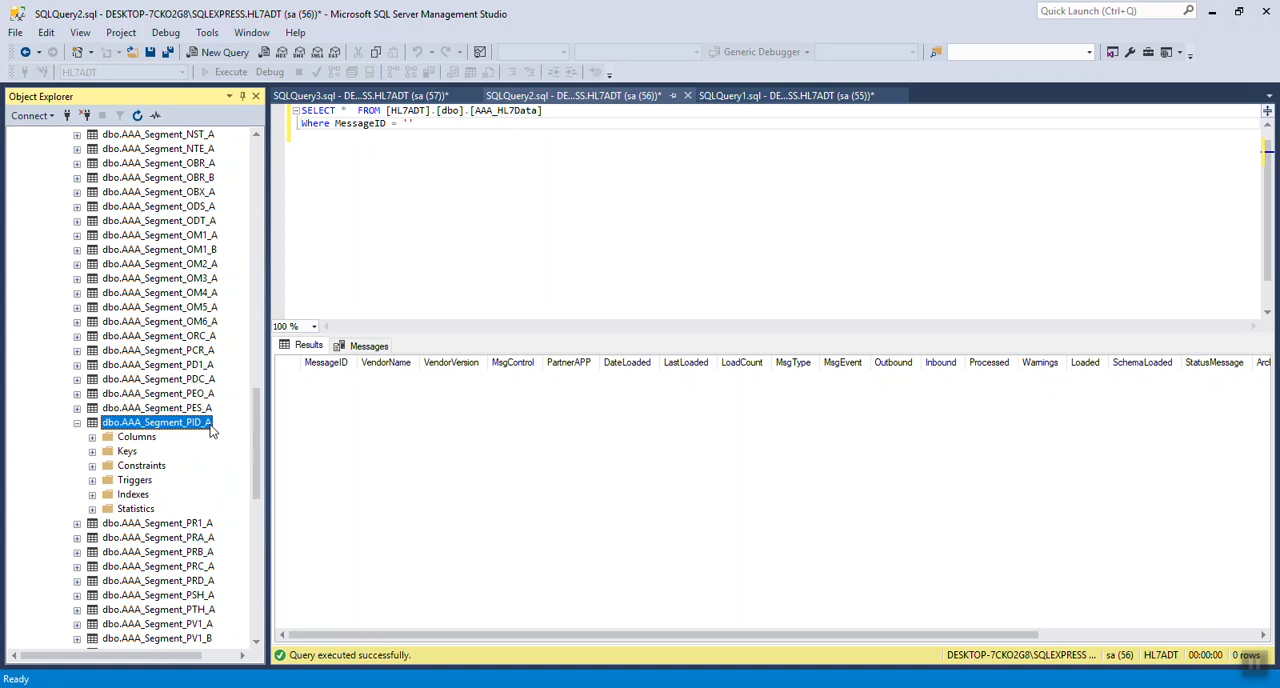 SQLQuery2.sql - DESKTOP-7CKO2G8\SQLEXPRESS.HL7ADT (sa (56))* - Microsoft SQL Server Management Studio
Quick Launch (Ctrl+Q)
File Edit View Project Debug Tools Window Help
New Query MDX DMX XMLA DAX Generic Debugger
HL7ADT Execute Debug
Object Explorer
SQLQuery3.sql - DE...SS.HL7ADT (sa (57))* SQLQuery2.sql - DE...SS.HL7ADT (sa (56))* SQLQuery1.sql - DE...SS.HL7ADT (sa (55))*
Connect
SELECT * FROM [HL7ADT].[dbo].[AAA_HL7Data]
Where MessageID = ''
dbo.AAA_Segment_NST_A
dbo.AAA_Segment_NTE_A
dbo.AAA_Segment_OBR_A
dbo.AAA_Segment_OBR_B
dbo.AAA_Segment_OBX_A
dbo.AAA_Segment_ODS_A
dbo.AAA_Segment_ODT_A
dbo.AAA_Segment_OM1_A
dbo.AAA_Segment_OM1_B
dbo.AAA_Segment_OM2_A
dbo.AAA_Segment_OM3_A
dbo.AAA_Segment_OM4_A
dbo.AAA_Segment_OM5_A
dbo.AAA_Segment_OM6_A
dbo.AAA_Segment_ORC_A
dbo.AAA_Segment_PCR_A
dbo.AAA_Segment_PD1_A
dbo.AAA_Segment_PDC_A
dbo.AAA_Segment_PEO_A
dbo.AAA_Segment_PES_A
dbo.AAA_Segment_PID_A
Columns
Keys
Constraints
Triggers
Indexes
Statistics
dbo.AAA_Segment_PR1_A
dbo.AAA_Segment_PRA_A
dbo.AAA_Segment_PRB_A
dbo.AAA_Segment_PRC_A
dbo.AAA_Segment_PRD_A
dbo.AAA_Segment_PSH_A
dbo.AAA_Segment_PTH_A
dbo.AAA_Segment_PV1_A
dbo.AAA_Segment_PV1_B
100 %
Results Messages
MessageID VendorName VendorVersion MsgControl PartnerAPP DateLoaded LastLoaded LoadCount MsgType MsgEvent Outbound Inbound Processed Warnings Loaded SchemaLoaded StatusMessage Arcl
Query executed successfully. DESKTOP-7CKO2G8\SQLEXPRESS ... sa (56) HL7ADT 00:00:00 0 rows
Ready